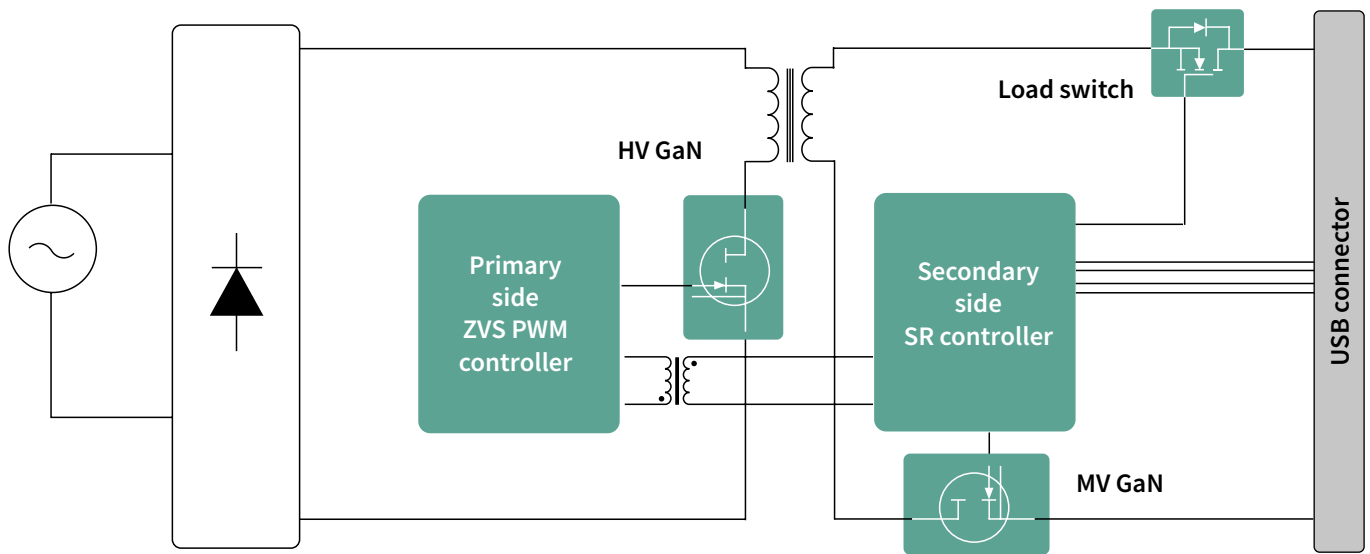 Load switch
HV GaN
Primary
side
ZVS PWM
controller
Secondary
side
SR controller
USB connector
MV GaN